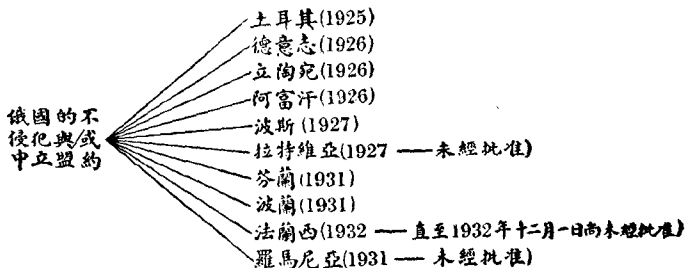 土耳其(1925)
德意志(1926)
立陶宛(1926)
阿富汗(1926)
俄國的不
侵犯與/或
中立盟約
波斯(1927)
拉特維亞(1927 —— 未經批准)
芬蘭(1931)
波蘭(1931)
法蘭西(1932 —— 直至1932年十二月一日尚未經批准)
羅馬尼亞(1931 —— 未經批准)